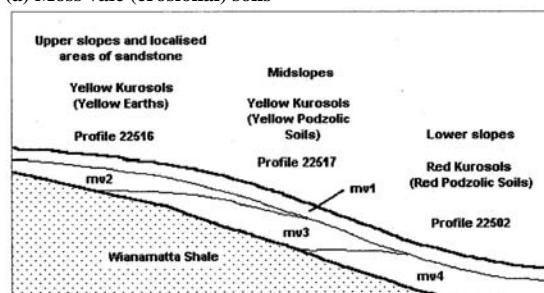 (a) Moss Vale (erosional) soils
Upper slopes and localised
areas of sandstone
Yellow Kurosols
(Yellow Earths)
Profile 22516
Midslopes
Yellow Kurosols
(Yellow Podzolic
Soils)
Profile 22517
Lower slopes
Red Kurosols
(Red Podzolic Soils)
Profile 22502
mv1
mv2
mv3
mv4
Wianamatta Shale